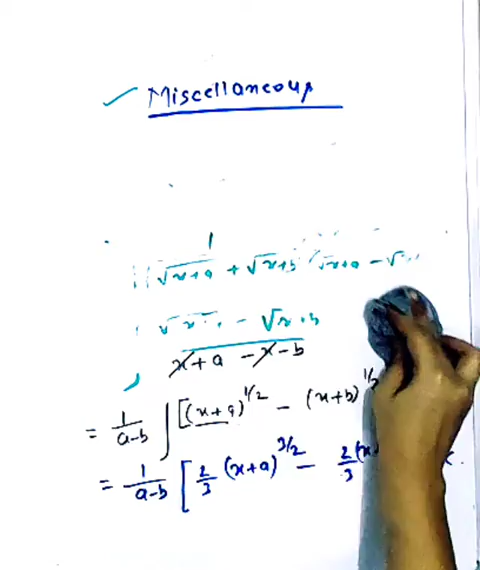 ✓ Miscellaneous
1
√x+a + √x+b √x+a - √
√x - √x+b
x+a -x-b
= 1/(a-b) ∫ [(x+a)^1/2 - (x+b)^1/2
= 1/(a-b) [2/3 (x+a)^3/2 - 2/3 (x